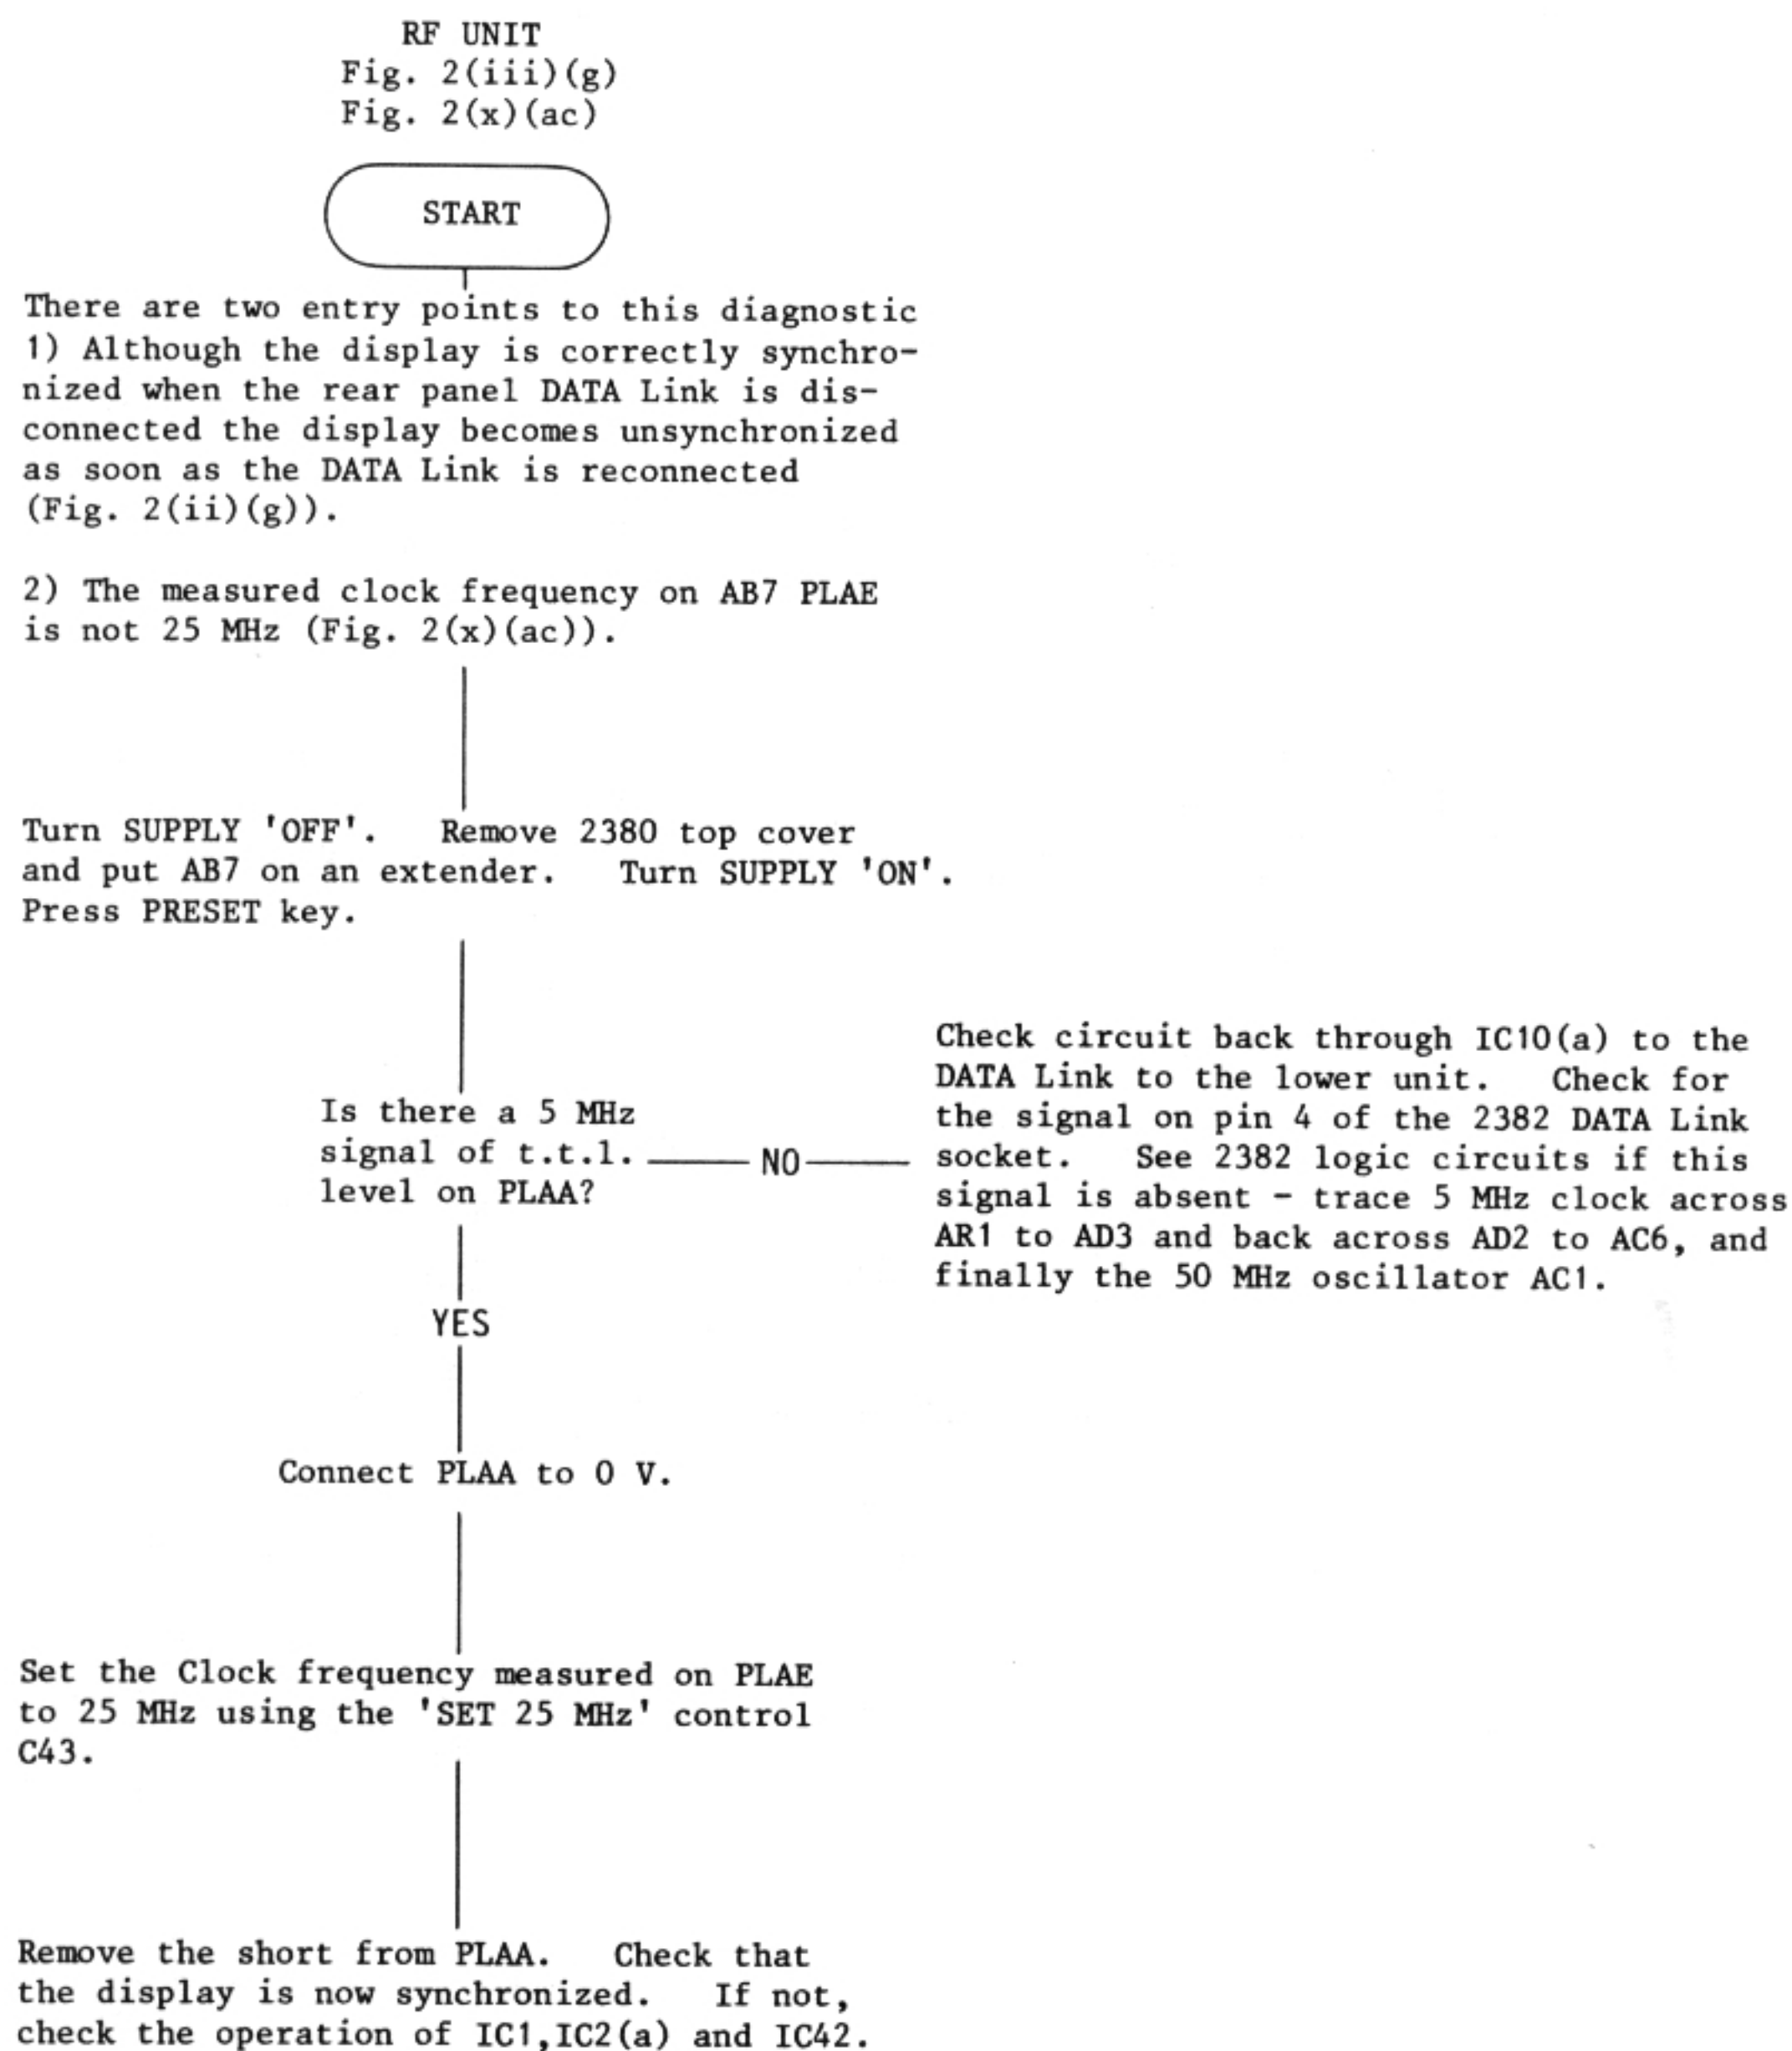 RF UNIT
Fig. 2(iii)(g)
Fig. 2(x)(ac)
START
There are two entry points to this diagnostic
1) Although the display is correctly synchro-
nized when the rear panel DATA Link is dis-
connected the display becomes unsynchronized
as soon as the DATA Link is reconnected
(Fig. 2(ii)(g)).
2) The measured clock frequency on AB7 PLAE
is not 25 MHz (Fig. 2(x)(ac)).
Turn SUPPLY 'OFF'. Remove 2380 top cover
and put AB7 on an extender. Turn SUPPLY 'ON'.
Press PRESET key.
Is there a 5 MHz
signal of t.t.l.
level on PLAA?
NO
Check circuit back through IC10(a) to the
DATA Link to the lower unit. Check for
the signal on pin 4 of the 2382 DATA Link
socket. See 2382 logic circuits if this
signal is absent - trace 5 MHz clock across
AR1 to AD3 and back across AD2 to AC6, and
finally the 50 MHz oscillator AC1.
YES
Connect PLAA to 0 V.
Set the Clock frequency measured on PLAE
to 25 MHz using the 'SET 25 MHz' control
C43.
Remove the short from PLAA. Check that
the display is now synchronized. If not,
check the operation of IC1,IC2(a) and IC42.